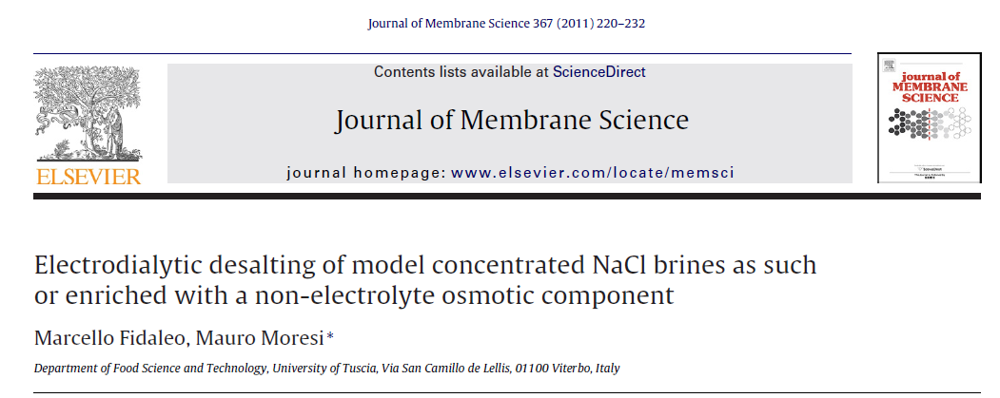 Journal of Membrane Science 367 (2011) 220–232
Contents lists available at ScienceDirect
Journal of Membrane Science
journal homepage: www.elsevier.com/locate/memsci
ELSEVIER
journal of
MEMBRANE
SCIENCE
Electrodialytic desalting of model concentrated NaCl brines as such
or enriched with a non-electrolyte osmotic component
Marcello Fidaleo, Mauro Moresi*
Department of Food Science and Technology, University of Tuscia, Via San Camillo de Lellis, 01100 Viterbo, Italy